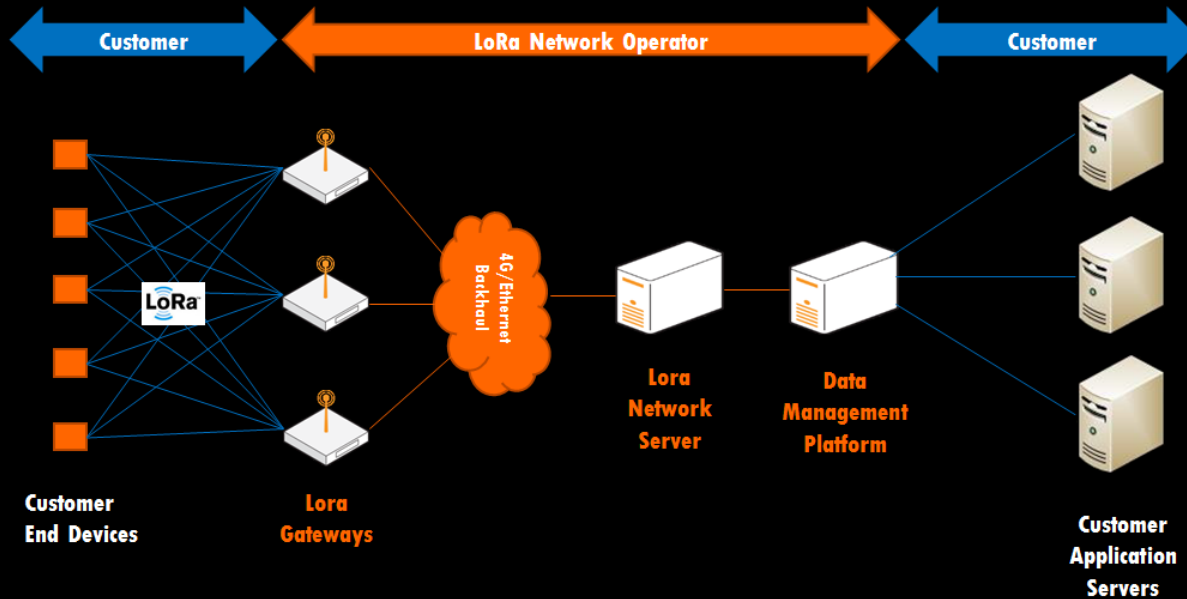 Customer
LoRa Network Operator
Customer
LoRa™
4G/Ethernet
Backhaul
Lora
Network
Server
Data
Management
Platform
Customer
End Devices
Lora
Gateways
Customer
Application
Servers